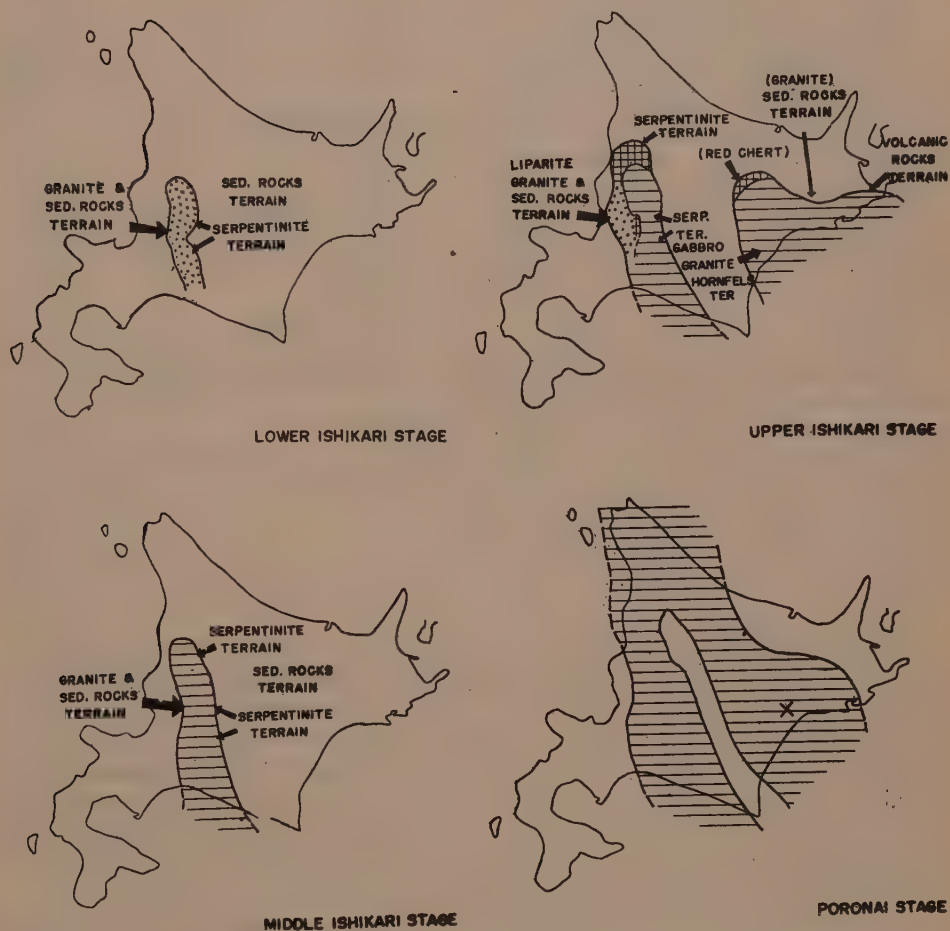 GRANITE &
SED. ROCKS
TERRAIN
SED. ROCKS
TERRAIN
SERPENTINITE
TERRAIN
LOWER ISHIKARI STAGE
LIPARITE
GRANITE &
SED. ROCKS
TERRAIN
SERPENTINITE
TERRAIN
(RED CHERT)
(GRANITE)
SED. ROCKS
TERRAIN
VOLCANIC
ROCKS
TERRAIN
SERP.
TER.
GABBRO
GRANITE
HORNFELS
TER
UPPER ISHIKARI STAGE
SERPENTINITE
TERRAIN
GRANITE &
SED. ROCKS
TERRAIN
SED. ROCKS
TERRAIN
SERPENTINITE
TERRAIN
MIDDLE ISHIKARI STAGE
X
PORONAI STAGE